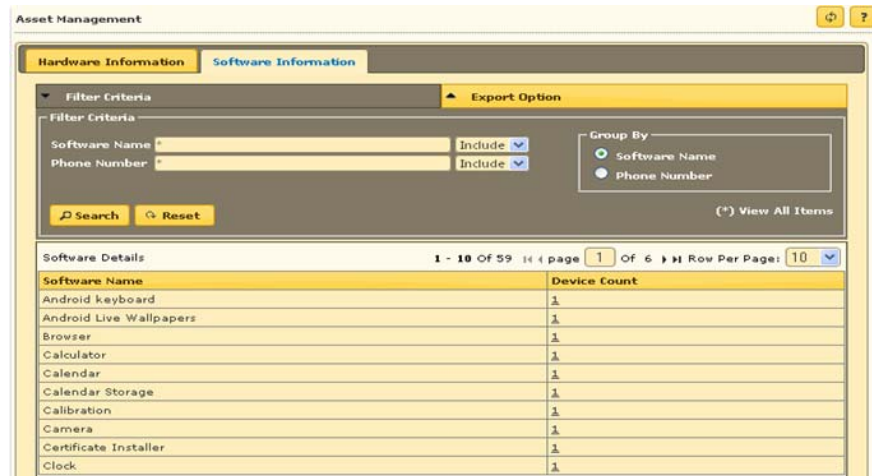 Asset Management ?
Hardware Information Software Information
Filter Criteria Export Option
Filter Criteria
Software Name * Include
Phone Number * Include
Group By
Software Name
Phone Number
Search Reset (*) View All Items
Software Details 1 - 10 Of 59 page 1 Of 6 Row Per Page: 10
Software Name Device Count
Android keyboard 1
Android Live Wallpapers 1
Browser 1
Calculator 1
Calendar 1
Calendar Storage 1
Calibration 1
Camera 1
Certificate Installer 1
Clock 1